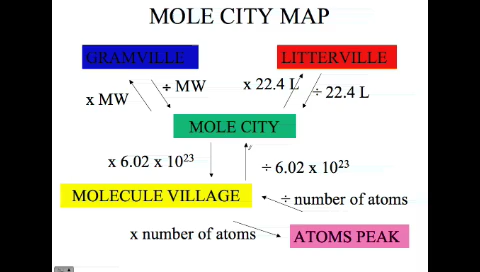 MOLE CITY MAP
GRAMVILLE
LITTERVILLE
÷ MW
x 22.4 L
÷ 22.4 L
x MW
MOLE CITY
x 6.02 x 10²³
÷ 6.02 x 10²³
MOLECULE VILLAGE
÷ number of atoms
x number of atoms
ATOMS PEAK